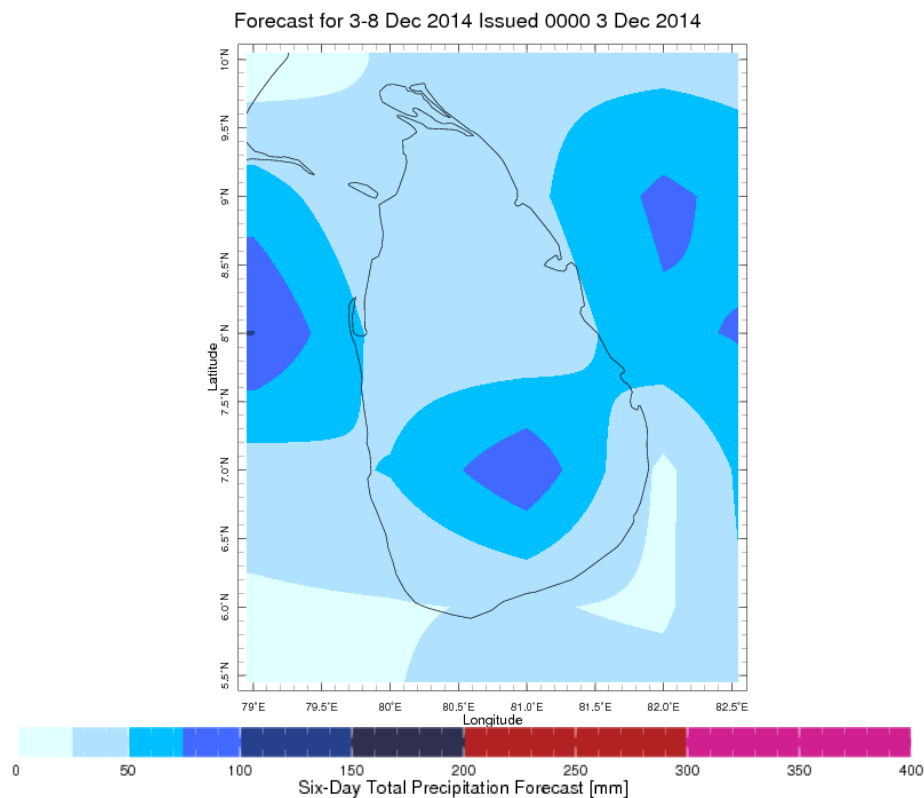 Forecast for 3-8 Dec 2014 Issued 0000 3 Dec 2014
10°N
9.5°N
9°N
8.5°N
8°N
7.5°N
7.0°N
6.5°N
6.0°N
5.5°N
Latitude
79°E 79.5°E 80°E 80.5°E 81.0°E 81.5°E 82.0°E 82.5°E
Longitude
0 50 100 150 200 300 350 400
Six-Day Total Precipitation Forecast [mm]